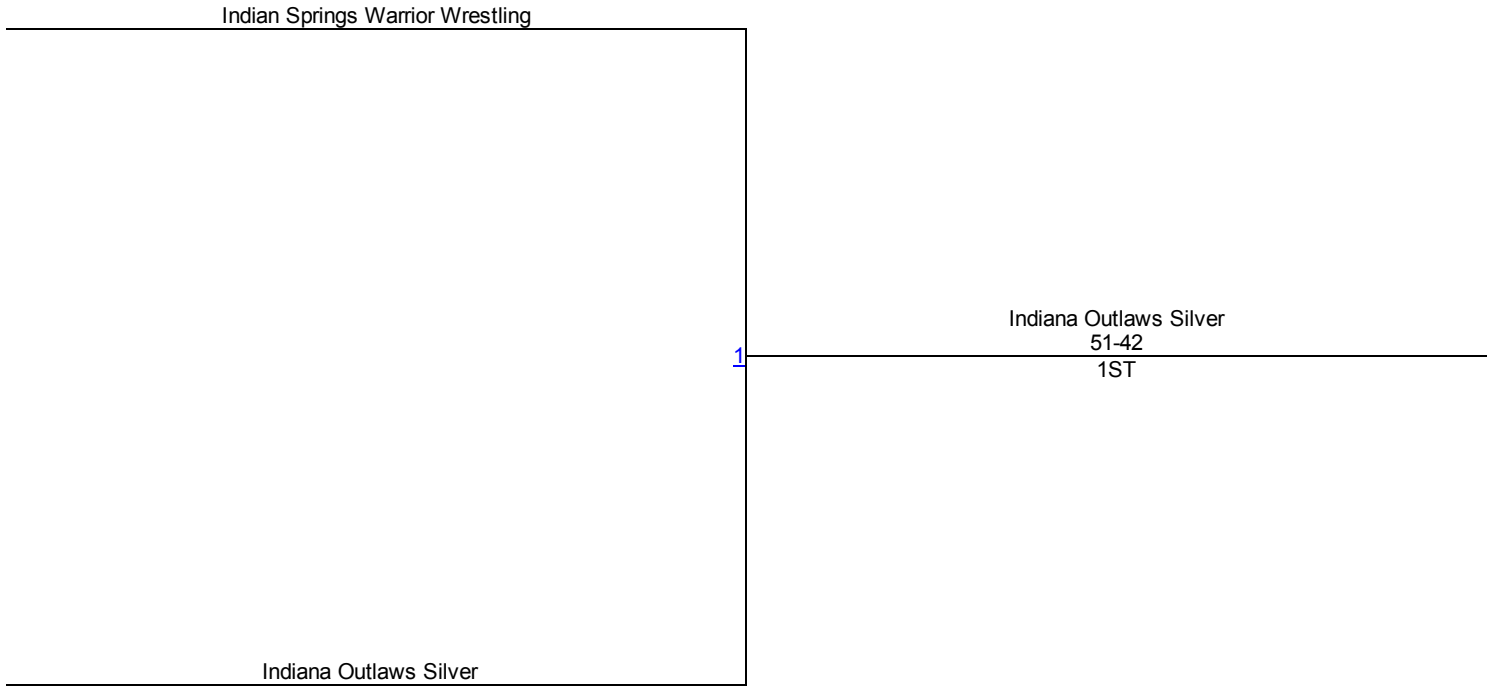 Indian Springs Warrior Wrestling
Indiana Outlaws Silver
51-42
1
1ST
Indiana Outlaws Silver